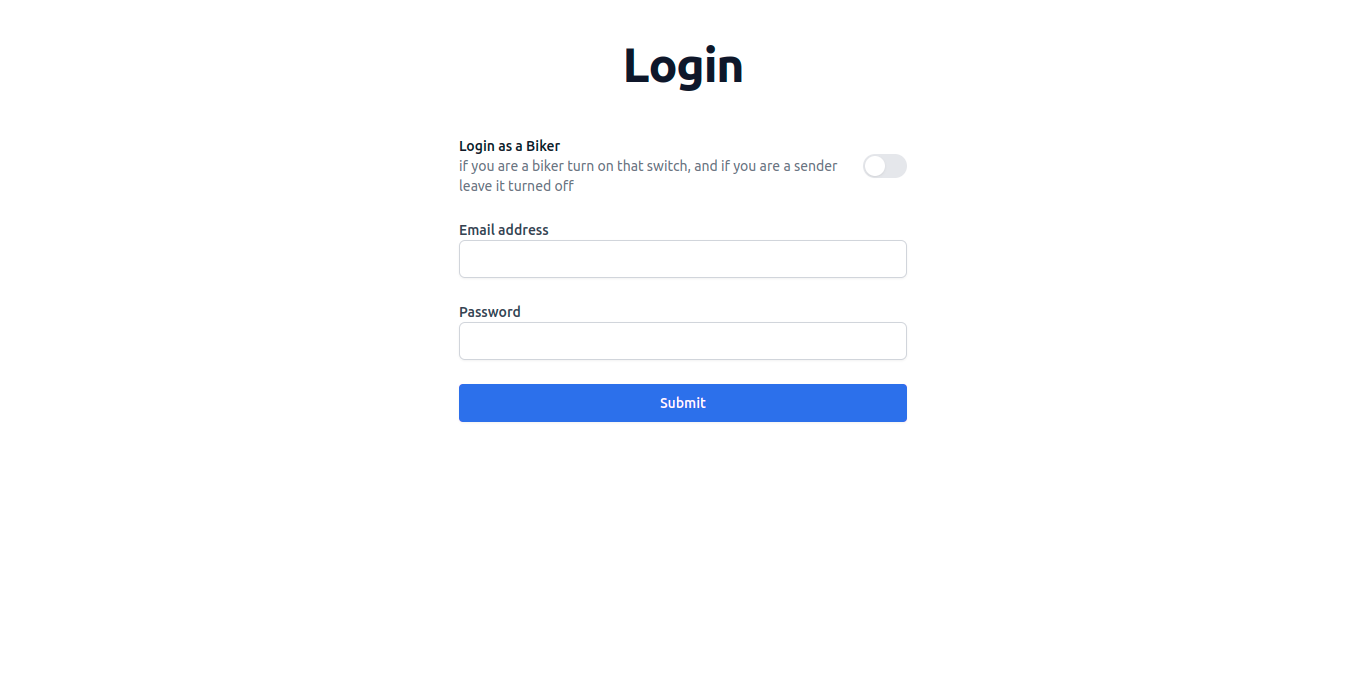 Login
Login as a Biker
if you are a biker turn on that switch, and if you are a sender
leave it turned off
Email address
Password
Submit